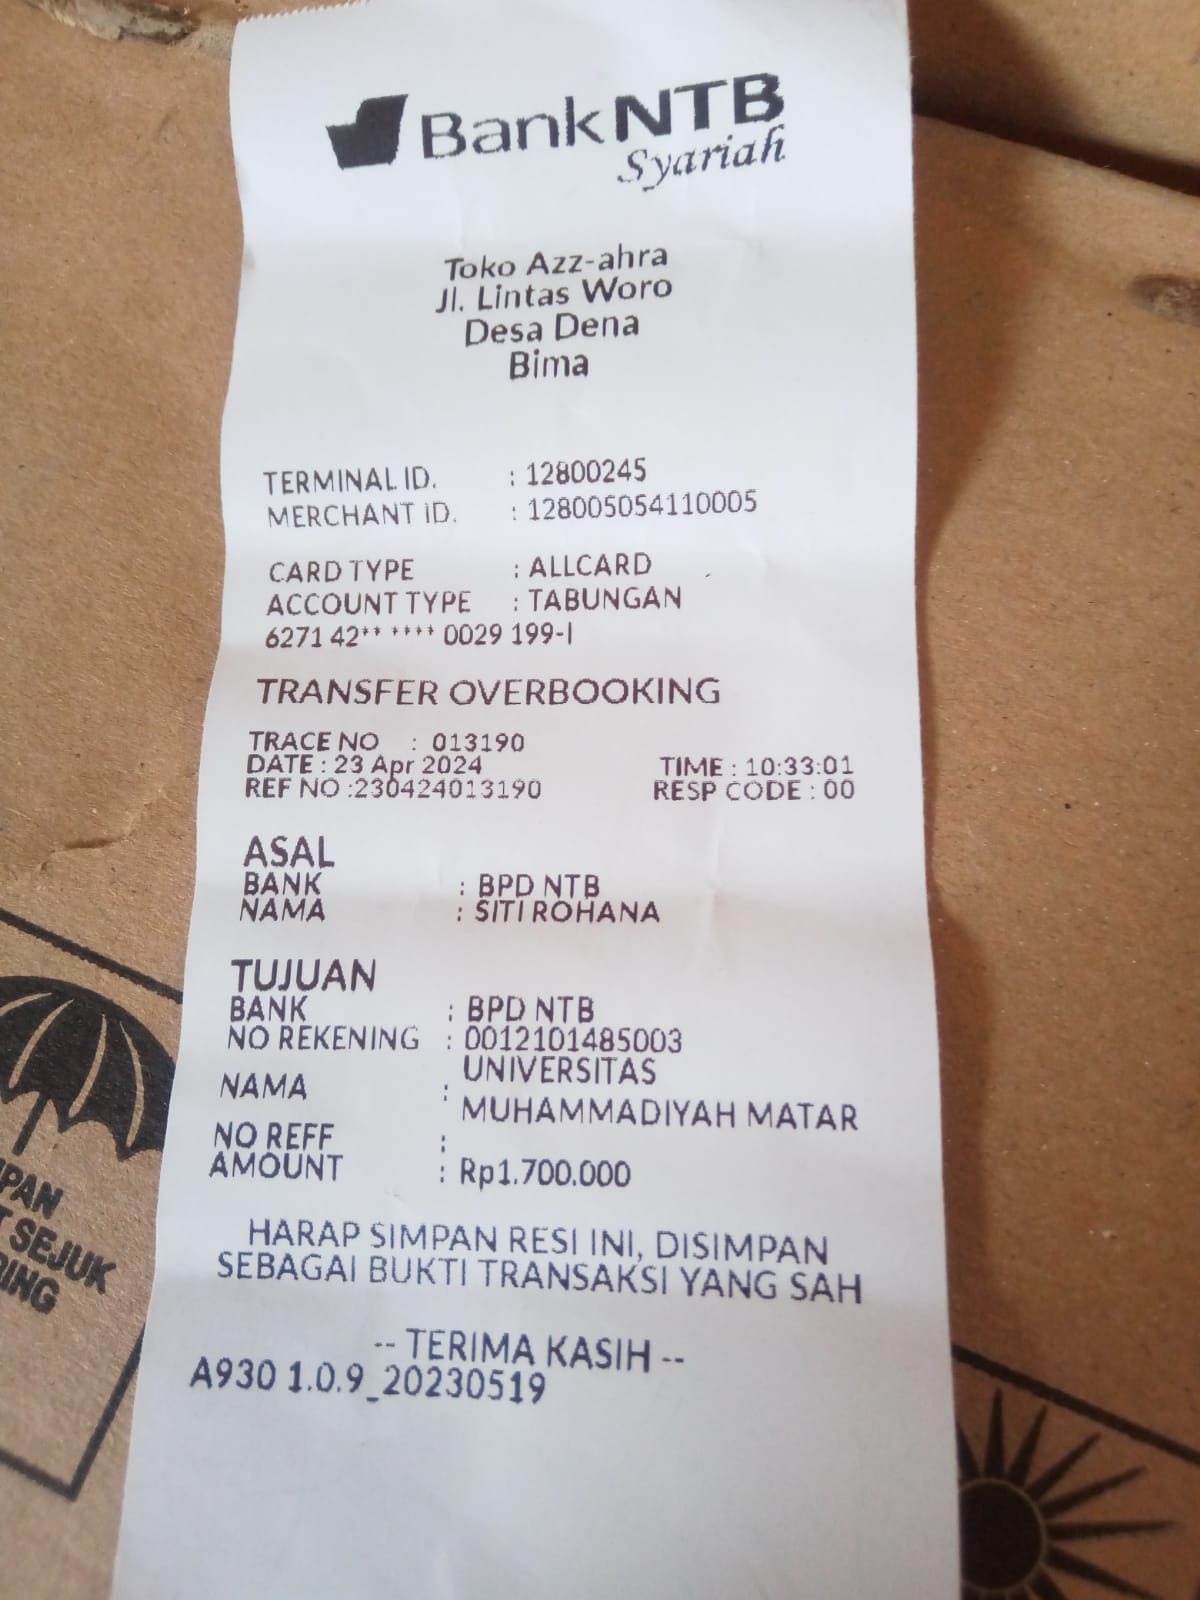 BankNTB
Syariah
Toko Azz-ahra
Jl. Lintas Woro
Desa Dena
Bima
TERMINAL ID. : 12800245
MERCHANT ID. : 128005054110005
CARD TYPE : ALLCARD
ACCOUNT TYPE : TABUNGAN
6271 42** **** 0029 199-I
TRANSFER OVERBOOKING
TRACE NO : 013190
DATE : 23 Apr 2024 TIME : 10:33:01
REF NO :230424013190 RESP CODE : 00
ASAL
BANK : BPD NTB
NAMA : SITI ROHANA
TUJUAN
BANK : BPD NTB
NO REKENING : 0012101485003
NAMA : UNIVERSITAS
MUHAMMADIYAH MATAR
NO REFF :
AMOUNT : Rp1.700.000
HARAP SIMPAN RESI INI, DISIMPAN
SEBAGAI BUKTI TRANSAKSI YANG SAH
-- TERIMA KASIH --
A930 1.0.9_20230519
PAN
T SEJUK
RING